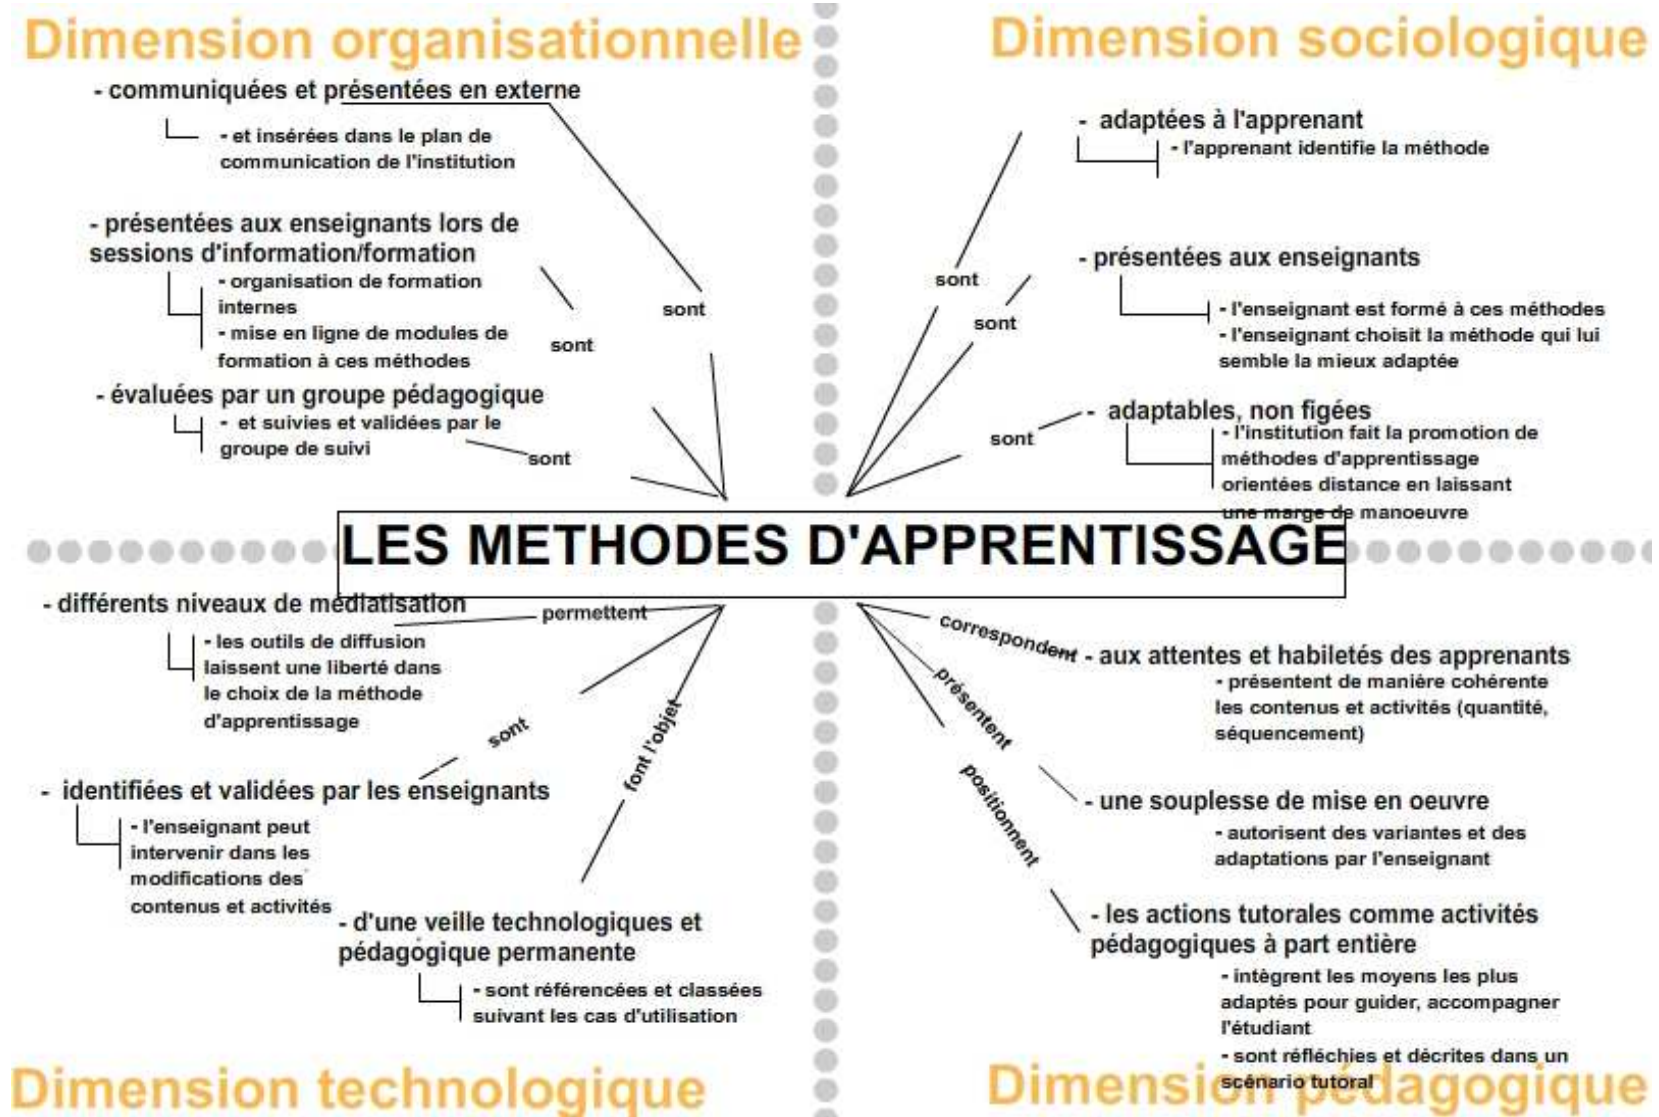 Dimension organisationnelle
- communiquées et présentées en externe
- et insérées dans le plan de
communication de l'institution
- présentées aux enseignants lors de
sessions d'information/formation
- organisation de formation
internes
- mise en ligne de modules de
formation à ces méthodes
- évaluées par un groupe pédagogique
- et suivies et validées par le
groupe de suivi
sont
sont
sont
Dimension sociologique
- adaptées à l'apprenant
- l'apprenant identifie la méthode
- présentées aux enseignants
- l'enseignant est formé à ces méthodes
- l'enseignant choisit la méthode qui lui
semble la mieux adaptée
- adaptables, non figées
- l'institution fait la promotion de
méthodes d'apprentissage
orientées distance en laissant
une marge de manoeuvre
sont
sont
sont
LES METHODES D'APPRENTISSAGE
- différents niveaux de médiatisation
permettent
- les outils de diffusion
laissent une liberté dans
le choix de la méthode
d'apprentissage
sont
font l'objet
- identifiées et validées par les enseignants
- l'enseignant peut
intervenir dans les
modifications des
contenus et activités
- d'une veille technologiques et
pédagogique permanente
- sont référencées et classées
suivant les cas d'utilisation
Dimension technologique
correspondent
- aux attentes et habiletés des apprenants
- présentent de manière cohérente
les contenus et activités (quantité,
séquencement)
présentent
- une souplesse de mise en oeuvre
- autorisent des variantes et des
adaptations par l'enseignant
positionnent
- les actions tutorales comme activités
pédagogiques à part entière
- intègrent les moyens les plus
adaptés pour guider, accompagner
l'étudiant
- sont réfléchies et décrites dans un
scénario tutoral
Dimension pédagogique